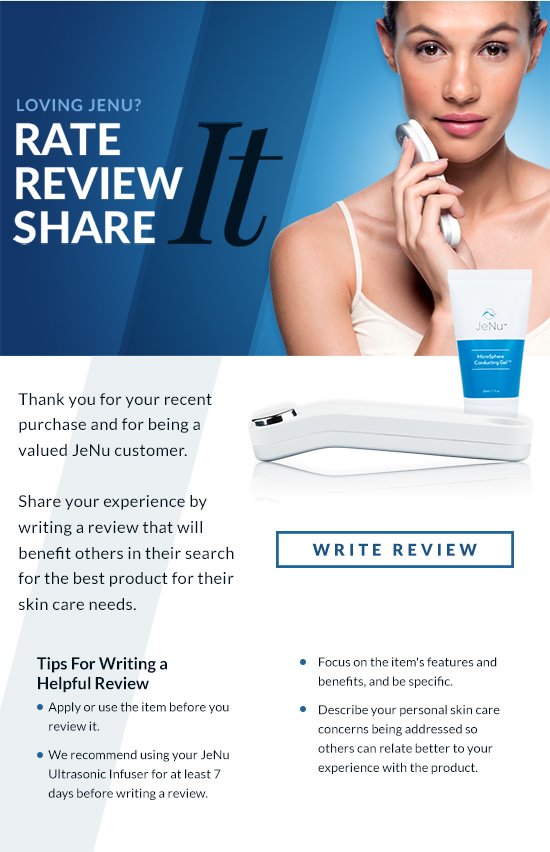 LOVING JENU?
RATE
REVIEW
SHARE
It
JeNu™
MicroSphere
Conducting Gel™
Thank you for your recent
purchase and for being a
valued JeNu customer.
Share your experience by
writing a review that will
benefit others in their search
for the best product for their
skin care needs.
WRITE REVIEW
Tips For Writing a
Helpful Review
• Apply or use the item before you
review it.
• We recommend using your JeNu
Ultrasonic Infuser for at least 7
days before writing a review.
• Focus on the item's features and
benefits, and be specific.
• Describe your personal skin care
concerns being addressed so
others can relate better to your
experience with the product.